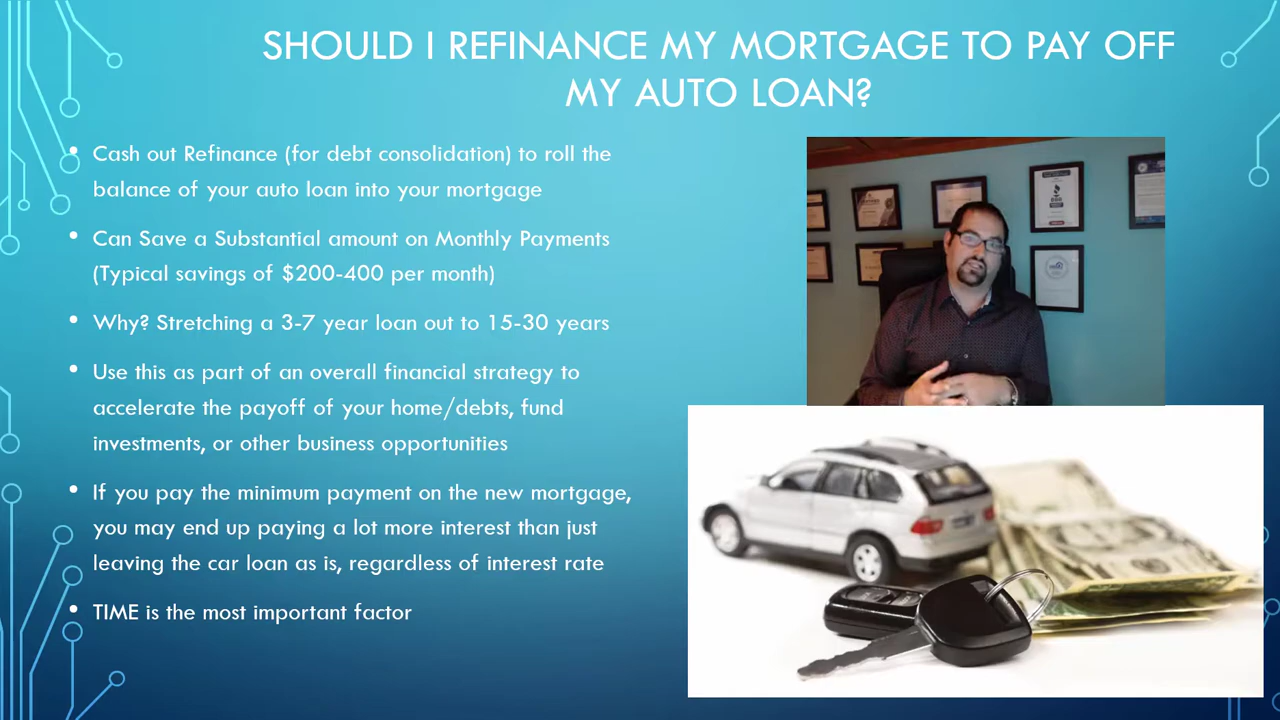 SHOULD I REFINANCE MY MORTGAGE TO PAY OFF
MY AUTO LOAN?
• Cash out Refinance (for debt consolidation) to roll the
balance of your auto loan into your mortgage
• Can Save a Substantial amount on Monthly Payments
(Typical savings of $200-400 per month)
• Why? Stretching a 3-7 year loan out to 15-30 years
• Use this as part of an overall financial strategy to
accelerate the payoff of your home/debts, fund
investments, or other business opportunities
• If you pay the minimum payment on the new mortgage,
you may end up paying a lot more interest than just
leaving the car loan as is, regardless of interest rate
• TIME is the most important factor